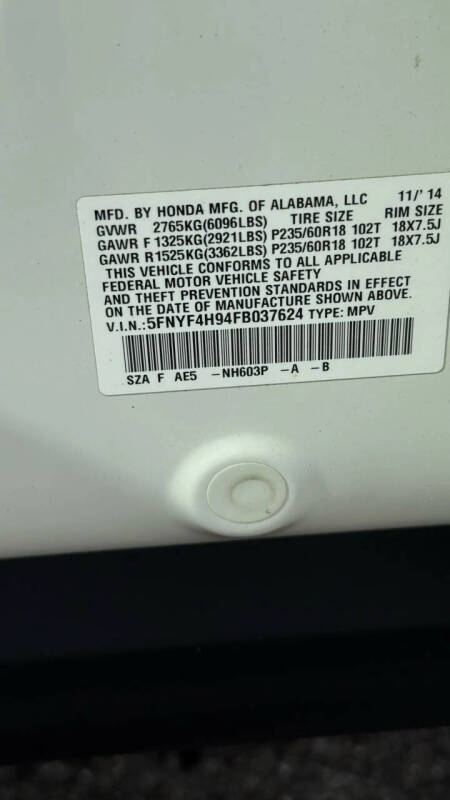 MFD. BY HONDA MFG. OF ALABAMA, LLC 11/'14
GVWR 2765KG(6096LBS) TIRE SIZE RIM SIZE
GAWR F 1325KG(2921LBS) P235/60R18 102T 18X7.5J
GAWR R1525KG(3362LBS) P235/60R18 102T 18X7.5J
THIS VEHICLE CONFORMS TO ALL APPLICABLE
FEDERAL MOTOR VEHICLE SAFETY
AND THEFT PREVENTION STANDARDS IN EFFECT
ON THE DATE OF MANUFACTURE SHOWN ABOVE.
V.I.N.:5FNYF4H94FB037624 TYPE: MPV
SZA F AE5 -NH603P -A -B